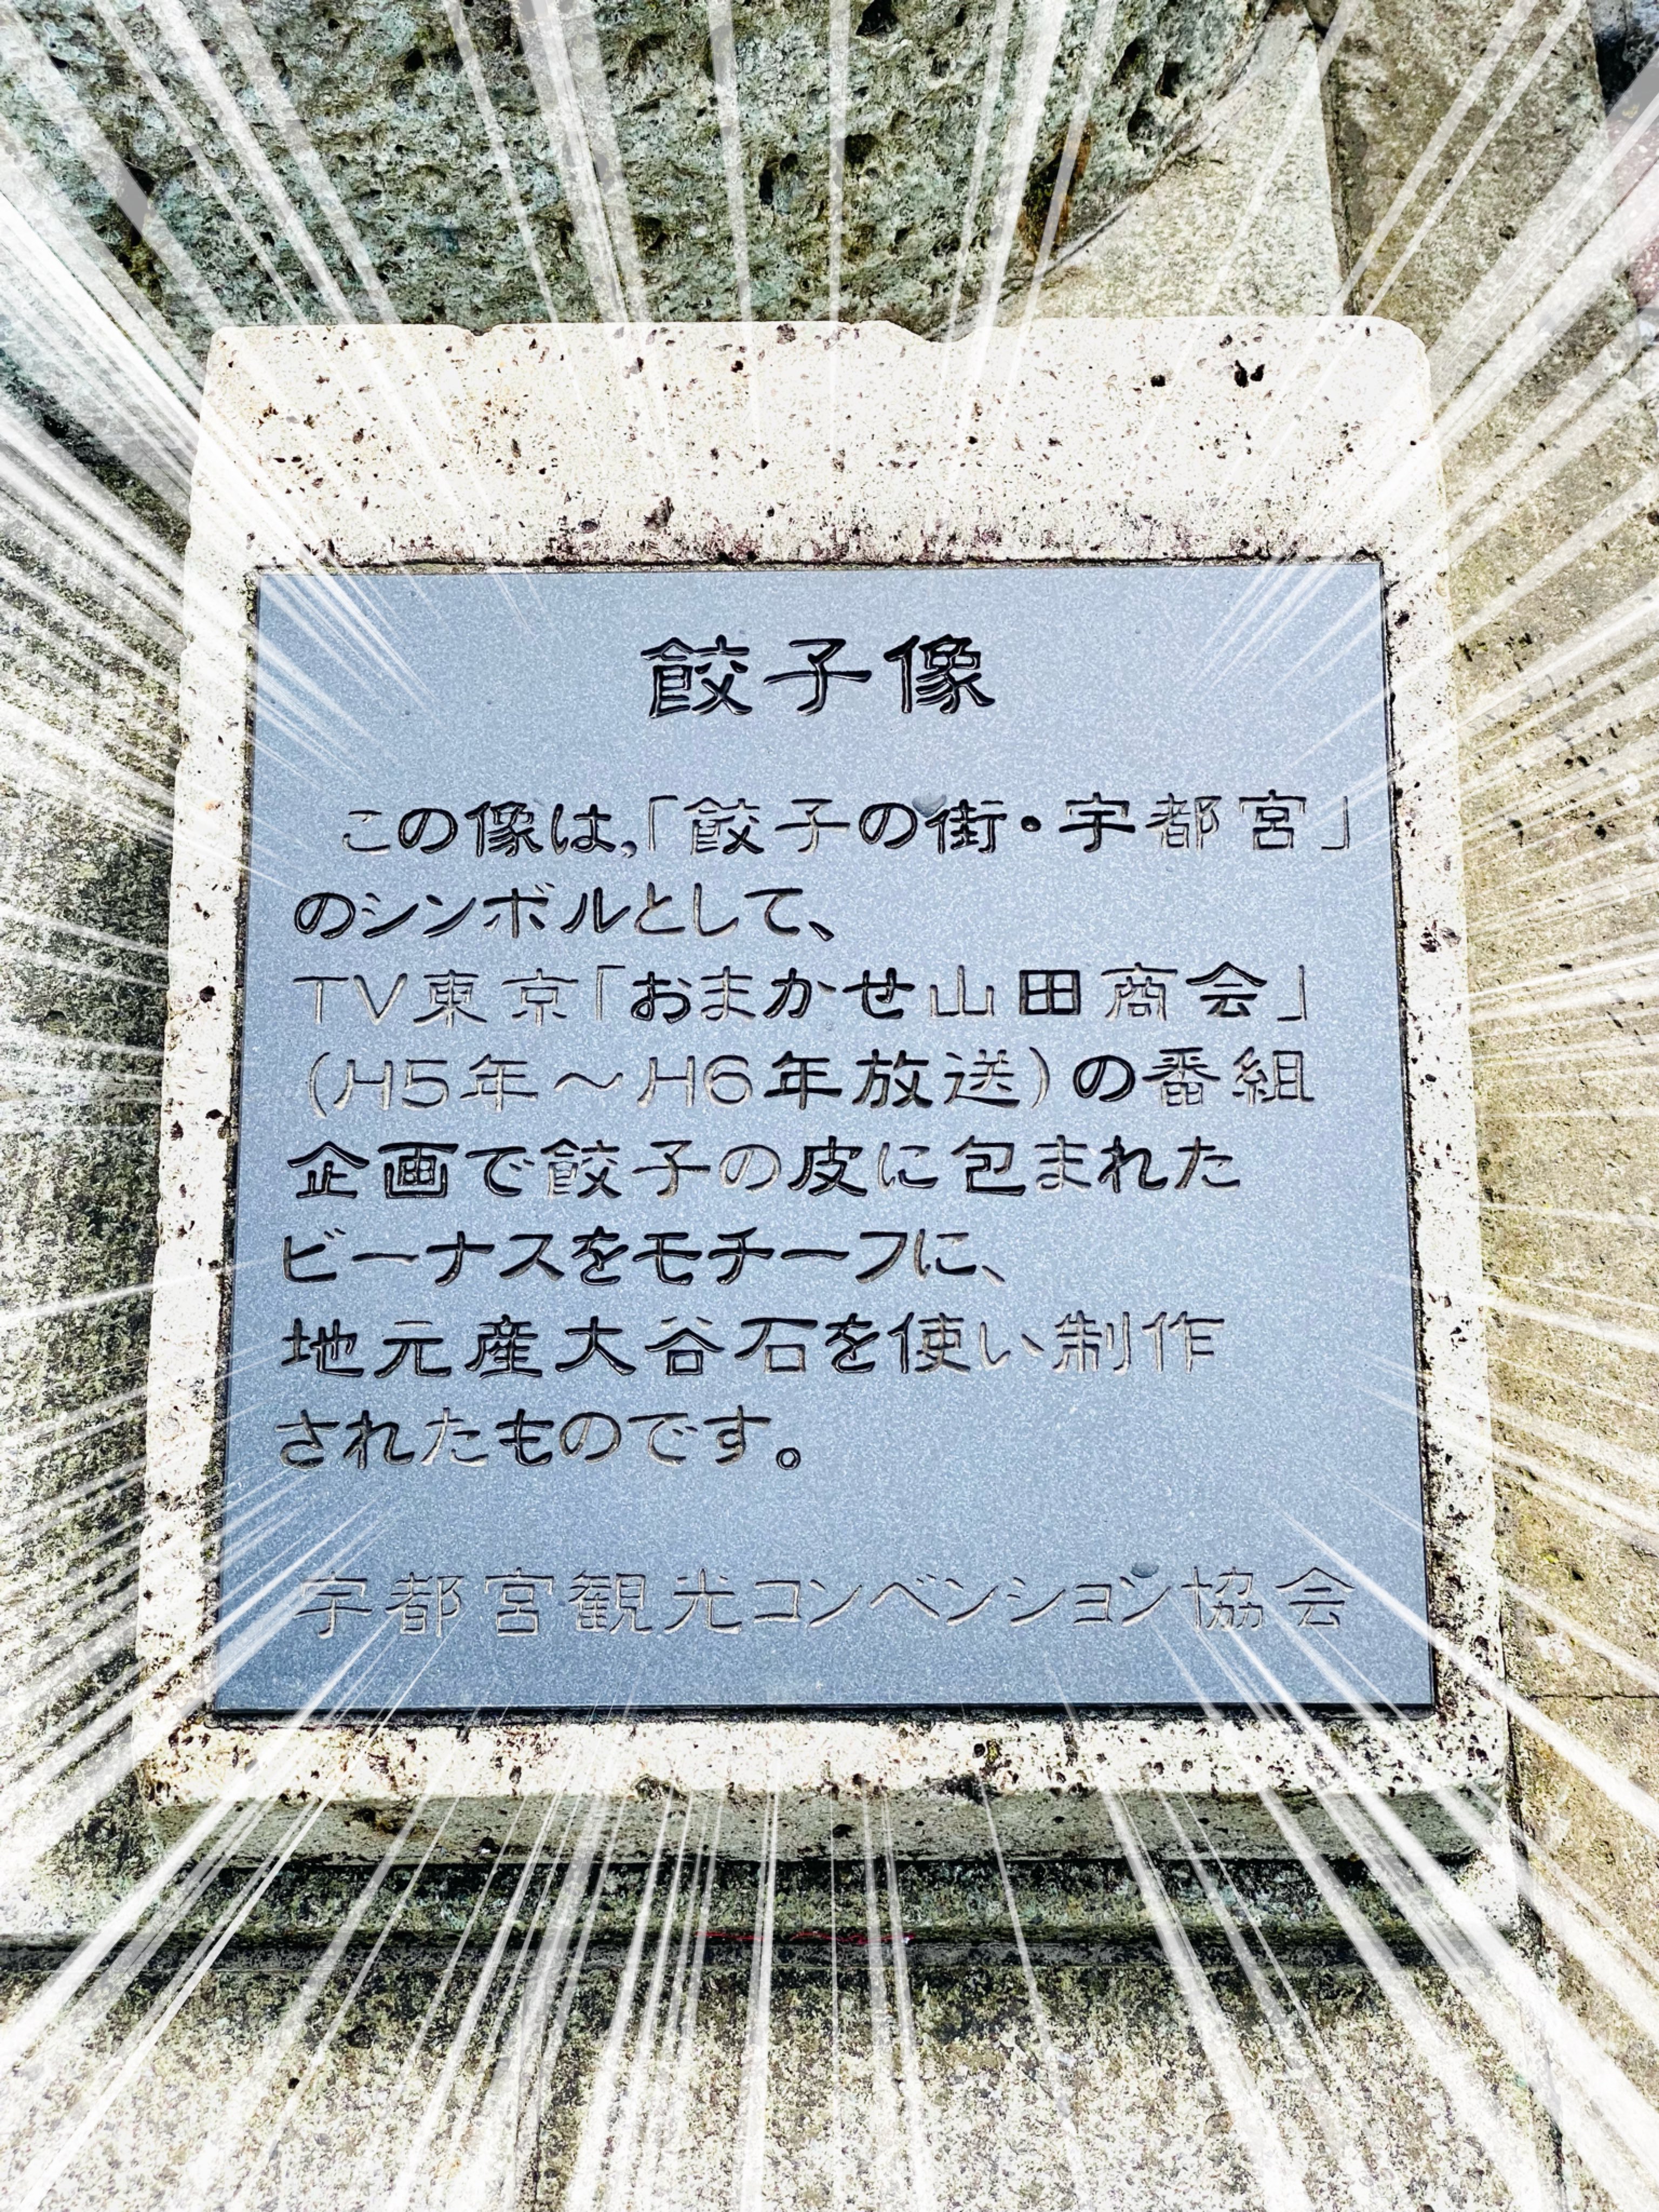 餃子像
この像は,「餃子の街・宇都宮」
のシンボルとして、
TV東京「おまかせ山田商会」
(H5年～H6年放送)の番組
企画で餃子の皮に包まれた
ビーナスをモチーフに、
地元産大谷石を使い制作
されたものです。
宇都宮観光コンベンション協会